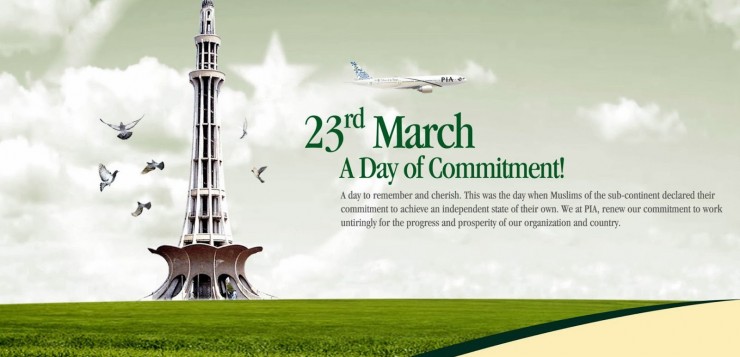 PIA
23rd March
A Day of Commitment!
A day to remember and cherish. This was the day when Muslims of the sub-continent declared their
commitment to achieve an independent state of their own. We at PIA, renew our commitment to work
untiringly for the progress and prosperity of our organization and country.